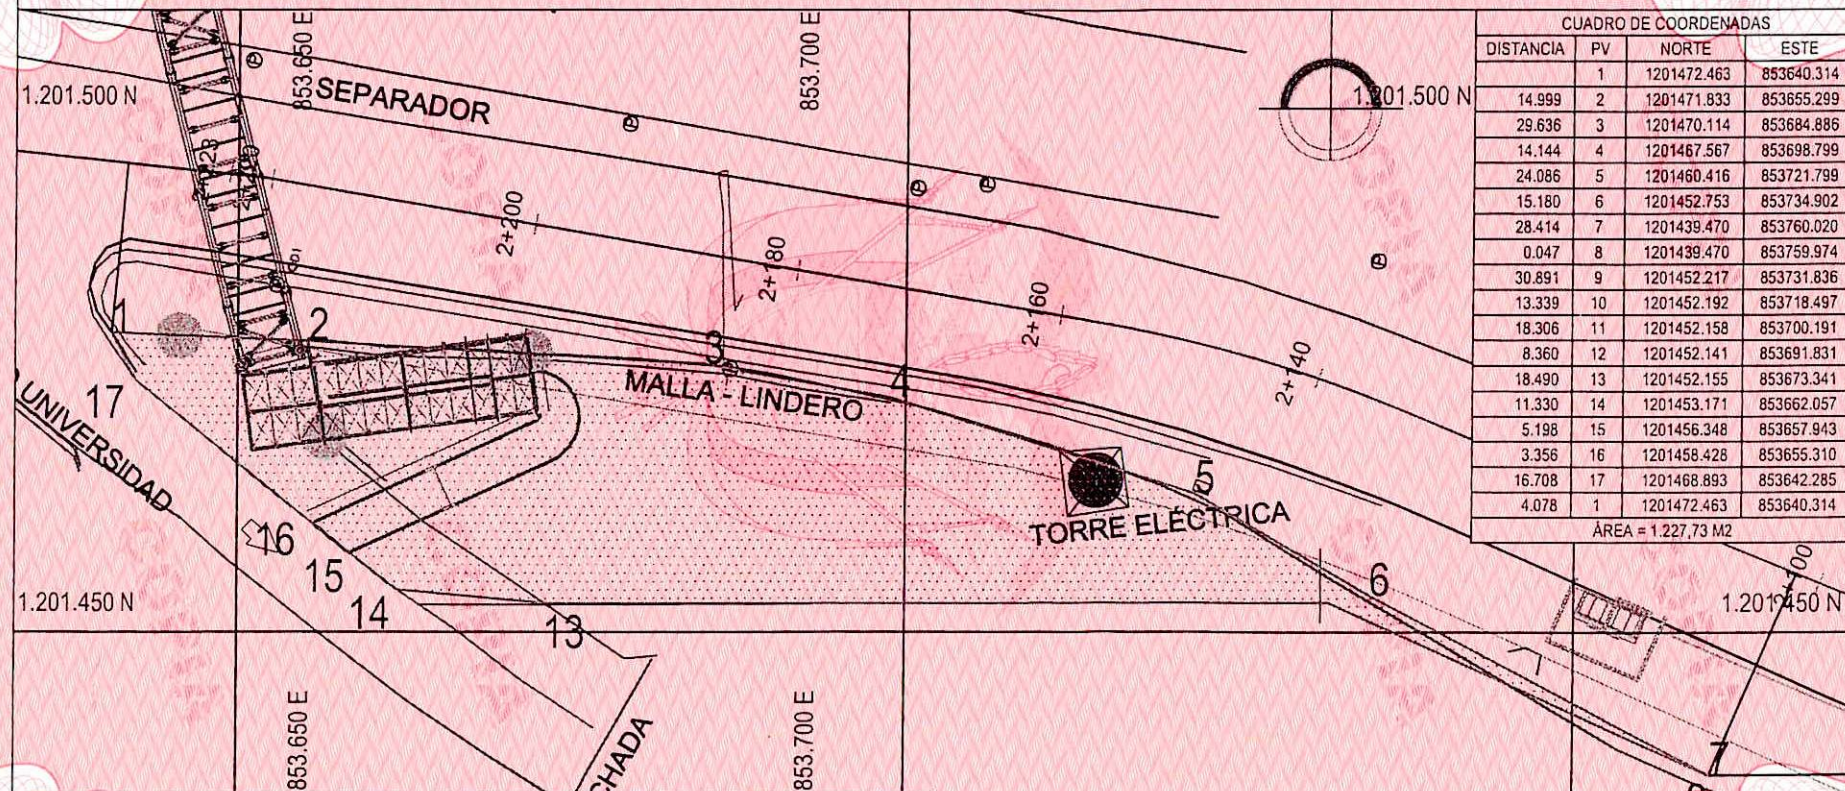 853.650 E
853.700 E
1.201.500 N
SEPARADOR
1.201.500 N
CUADRO DE COORDENADAS
DISTANCIA PV NORTE ESTE
1 1201472.463 853640.314
14.999 2 1201471.833 853655.299
29.636 3 1201470.114 853684.886
14.144 4 1201467.567 853698.799
24.086 5 1201460.416 853721.799
15.180 6 1201452.753 853734.902
28.414 7 1201439.470 853760.020
0.047 8 1201439.470 853759.974
30.891 9 1201452.217 853731.836
13.339 10 1201452.192 853718.497
18.306 11 1201452.158 853700.191
8.360 12 1201452.141 853691.831
18.490 13 1201452.155 853673.341
11.330 14 1201453.171 853662.057
5.198 15 1201456.348 853657.943
3.356 16 1201458.428 853655.310
16.708 17 1201468.893 853642.285
4.078 1 1201472.463 853640.314
ÁREA = 1.227,73 M2
2+200
2+180
2+160
2+140
1
2
3
4
MALLA - LINDERO
17
UNIVERSIDAD
5
TORRE ELÉCTRICA
16
15
14
13
6
7
1.201.450 N
1.201.450 N
853.650 E
853.700 E
CHADA
COPIA
COPIA
COPIA